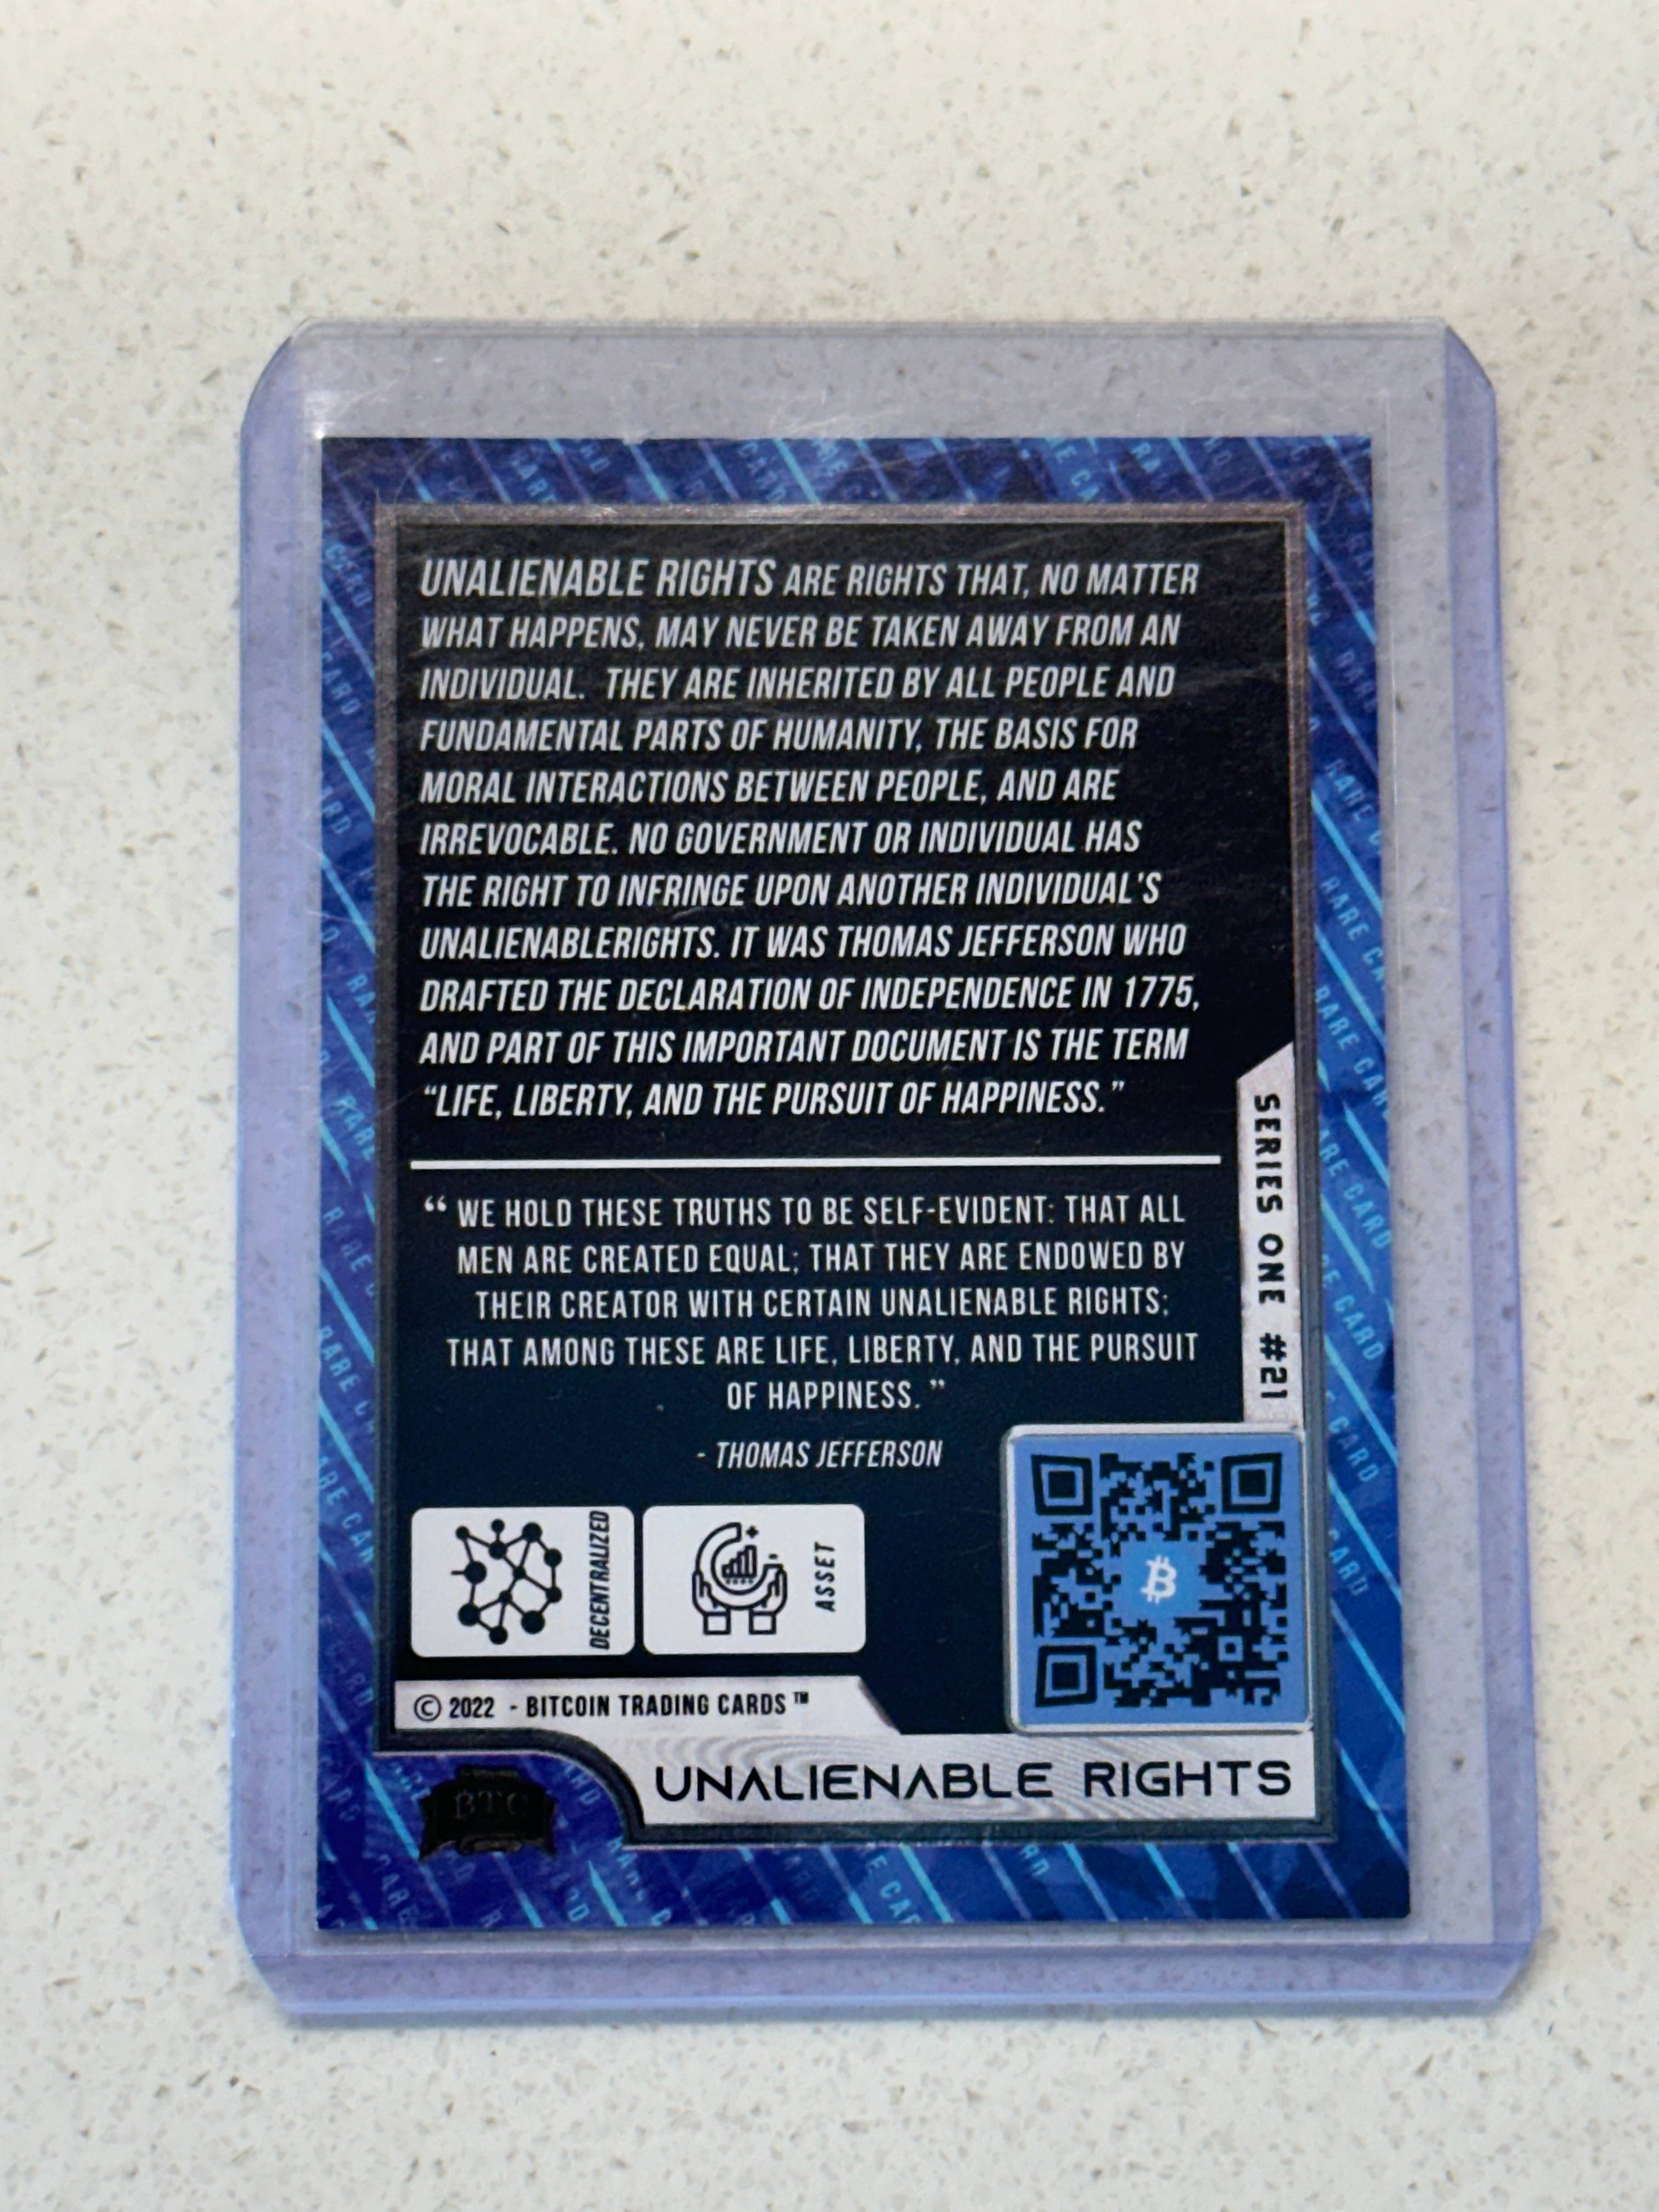 UNALIENABLE RIGHTS ARE RIGHTS THAT, NO MATTER
WHAT HAPPENS, MAY NEVER BE TAKEN AWAY FROM AN
INDIVIDUAL. THEY ARE INHERITED BY ALL PEOPLE AND
FUNDAMENTAL PARTS OF HUMANITY, THE BASIS FOR
MORAL INTERACTIONS BETWEEN PEOPLE, AND ARE
IRREVOCABLE. NO GOVERNMENT OR INDIVIDUAL HAS
THE RIGHT TO INFRINGE UPON ANOTHER INDIVIDUAL'S
UNALIENABLERIGHTS. IT WAS THOMAS JEFFERSON WHO
DRAFTED THE DECLARATION OF INDEPENDENCE IN 1775,
AND PART OF THIS IMPORTANT DOCUMENT IS THE TERM
“LIFE, LIBERTY, AND THE PURSUIT OF HAPPINESS.”
SERIES ONE #21
“ WE HOLD THESE TRUTHS TO BE SELF-EVIDENT: THAT ALL
MEN ARE CREATED EQUAL; THAT THEY ARE ENDOWED BY
THEIR CREATOR WITH CERTAIN UNALIENABLE RIGHTS;
THAT AMONG THESE ARE LIFE, LIBERTY, AND THE PURSUIT
OF HAPPINESS. ”
- THOMAS JEFFERSON
DECENTRALIZED
ASSET
© 2022 - BITCOIN TRADING CARDS™
UNALIENABLE RIGHTS
BTC
RARE CARD